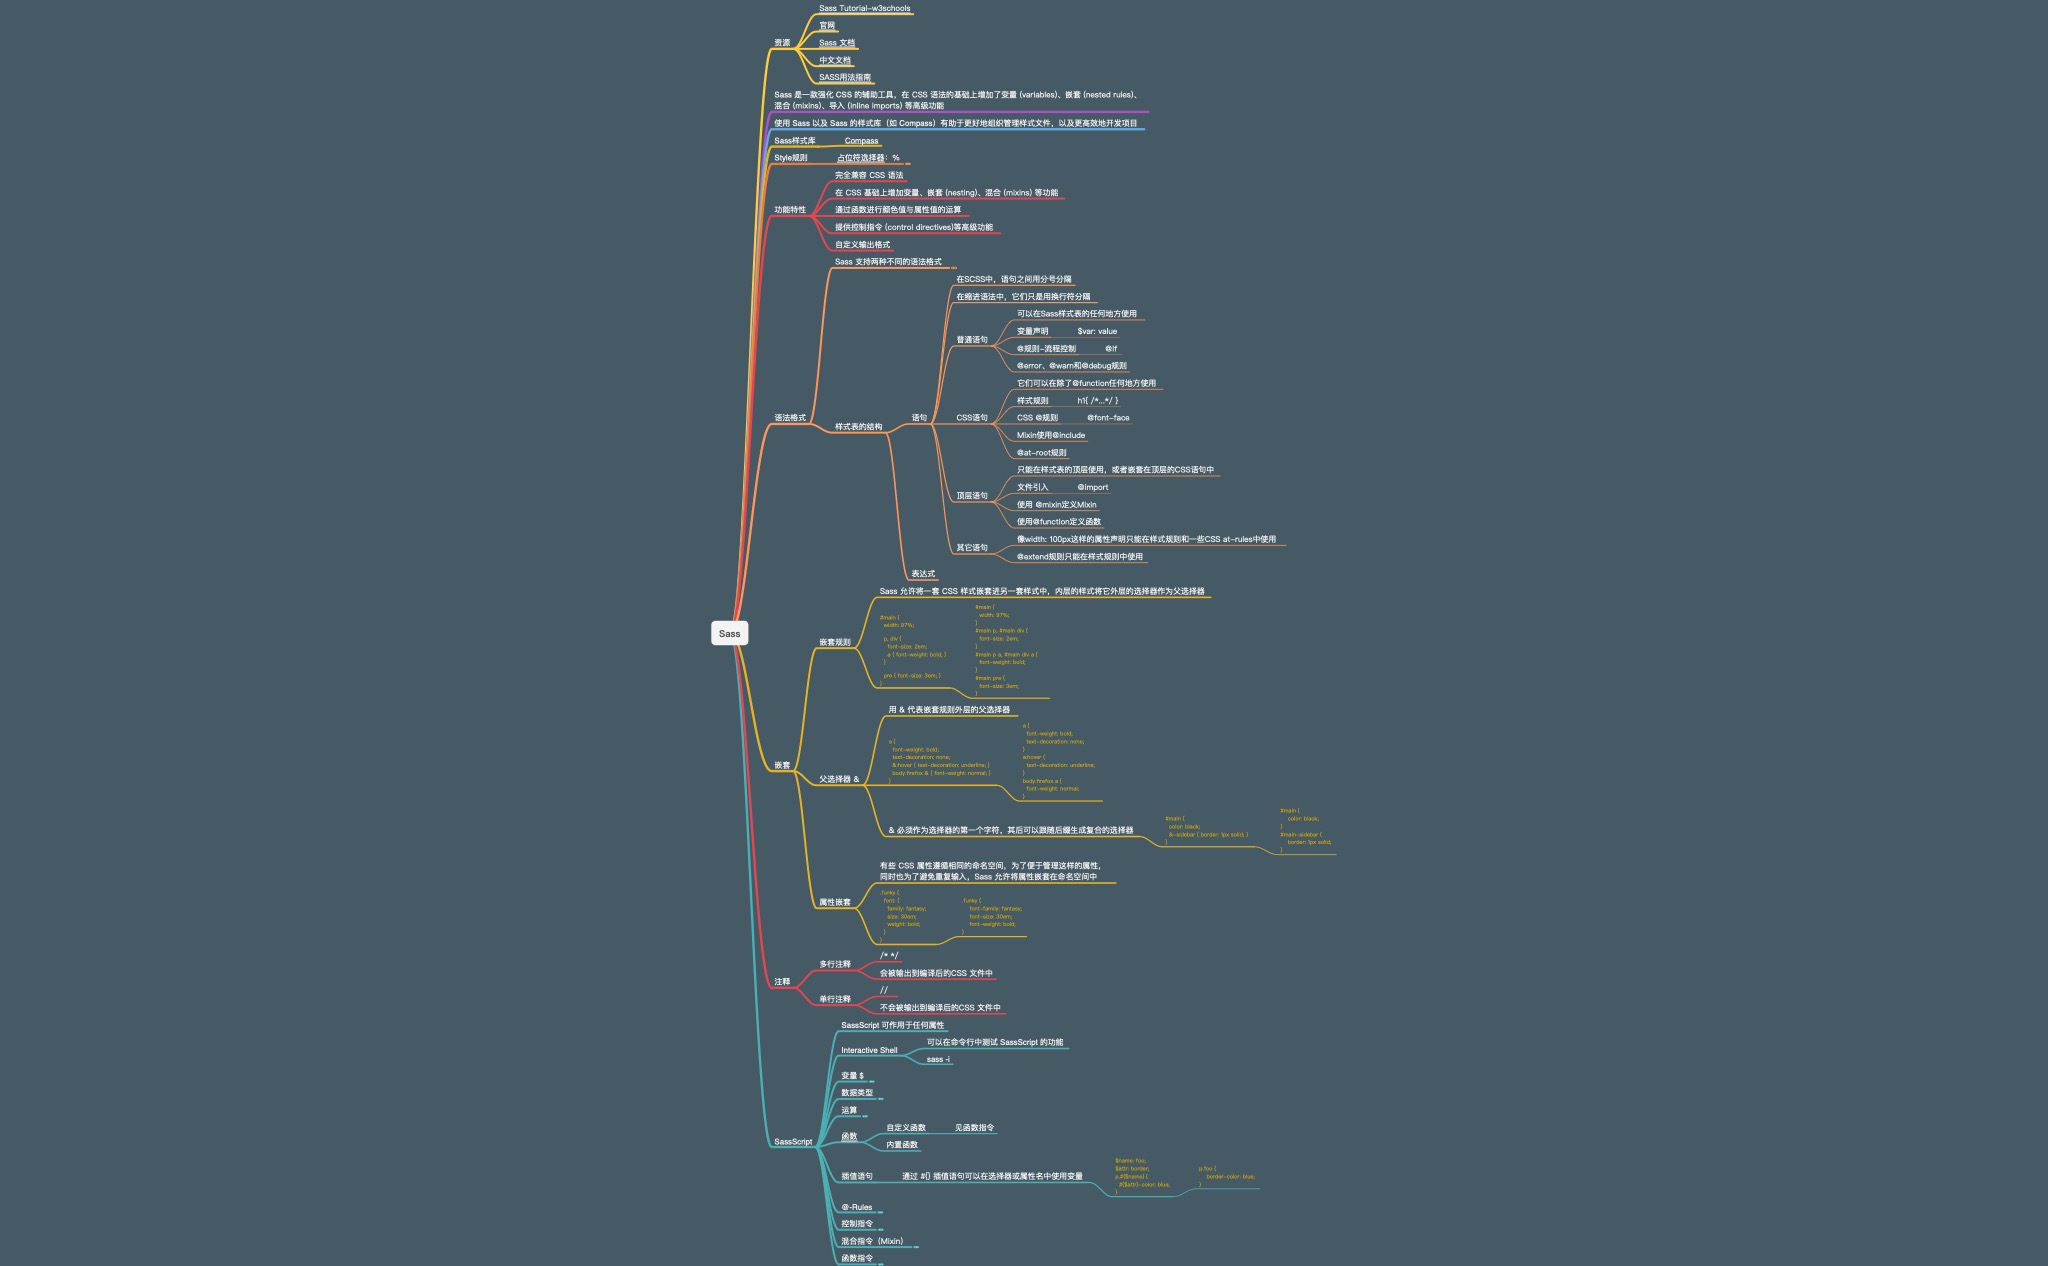 Sass
资源
Sass Tutorial-w3schools
官网
Sass 文档
中文文档
SASS用法指南
Sass 是一款强化 CSS 的辅助工具，在 CSS 语法的基础上增加了变量 (variables)、嵌套 (nested rules)、
混合 (mixins)、导入 (inline imports) 等高级功能
使用 Sass 以及 Sass 的样式库（如 Compass）有助于更好地组织管理样式文件，以及更高效地开发项目
Sass样式库
Compass
Style规则
占位符选择器：%
功能特性
完全兼容 CSS 语法
在 CSS 基础上增加变量、嵌套 (nesting)、混合 (mixins) 等功能
通过函数进行颜色值与属性值的运算
提供控制指令 (control directives)等高级功能
自定义输出格式
语法格式
Sass 支持两种不同的语法格式
样式表的结构
语句
在SCSS中，语句之间用分号分隔
在缩进语法中，它们只是用换行符分隔
普通语句
可以在Sass样式表的任何地方使用
变量声明
$var: value
@规则-流程控制
@if
@error、@warn和@debug规则
CSS语句
它们可以在除了@function任何地方使用
样式规则
h1{ /*...*/ }
CSS @规则
@font-face
Mixin使用@include
@at-root规则
顶层语句
只能在样式表的顶层使用，或者嵌套在顶层的CSS语句中
文件引入
@import
使用 @mixin定义Mixin
使用@function定义函数
其它语句
像width: 100px这样的属性声明只能在样式规则和一些CSS at-rules中使用
@extend规则只能在样式规则中使用
表达式
嵌套
嵌套规则
Sass 允许将一套 CSS 样式嵌套进另一套样式中，内层的样式将它外层的选择器作为父选择器
#main {
width: 97%;
p, div {
font-size: 2em;
a { font-weight: bold; }
}
pre { font-size: 3em; }
}
#main {
width: 97%;
}
#main p, #main div {
font-size: 2em;
}
#main p a, #main div a {
font-weight: bold;
}
#main pre {
font-size: 3em;
}
父选择器 &
用 & 代表嵌套规则外层的父选择器
a {
font-weight: bold;
text-decoration: none;
&:hover { text-decoration: underline; }
body.firefox & { font-weight: normal; }
}
a {
font-weight: bold;
text-decoration: none;
}
a:hover {
text-decoration: underline;
}
body.firefox a {
font-weight: normal;
}
& 必须作为选择器的第一个字符，其后可以跟随后缀生成复合的选择器
#main {
color: black;
&-sidebar { border: 1px solid; }
}
#main {
color: black;
}
#main-sidebar {
border: 1px solid;
}
属性嵌套
有些 CSS 属性遵循相同的命名空间，为了便于管理这样的属性，
同时也为了避免重复输入，Sass 允许将属性嵌套在命名空间中
.funky {
font: {
family: fantasy;
size: 30em;
weight: bold;
}
}
.funky {
font-family: fantasy;
font-size: 30em;
font-weight: bold;
}
注释
多行注释
/* */
会被输出到编译后的CSS 文件中
单行注释
//
不会被输出到编译后的CSS 文件中
SassScript
SassScript 可作用于任何属性
Interactive Shell
可以在命令行中测试 SassScript 的功能
sass -i
变量 $
数据类型
运算
函数
自定义函数
见函数指令
内置函数
插值语句
通过 #{} 插值语句可以在选择器或属性名中使用变量
$name: foo;
$attr: border;
p.#{$name} {
#{$attr}-color: blue;
}
p.foo {
border-color: blue;
}
@-Rules
控制指令
混合指令（Mixin）
函数指令